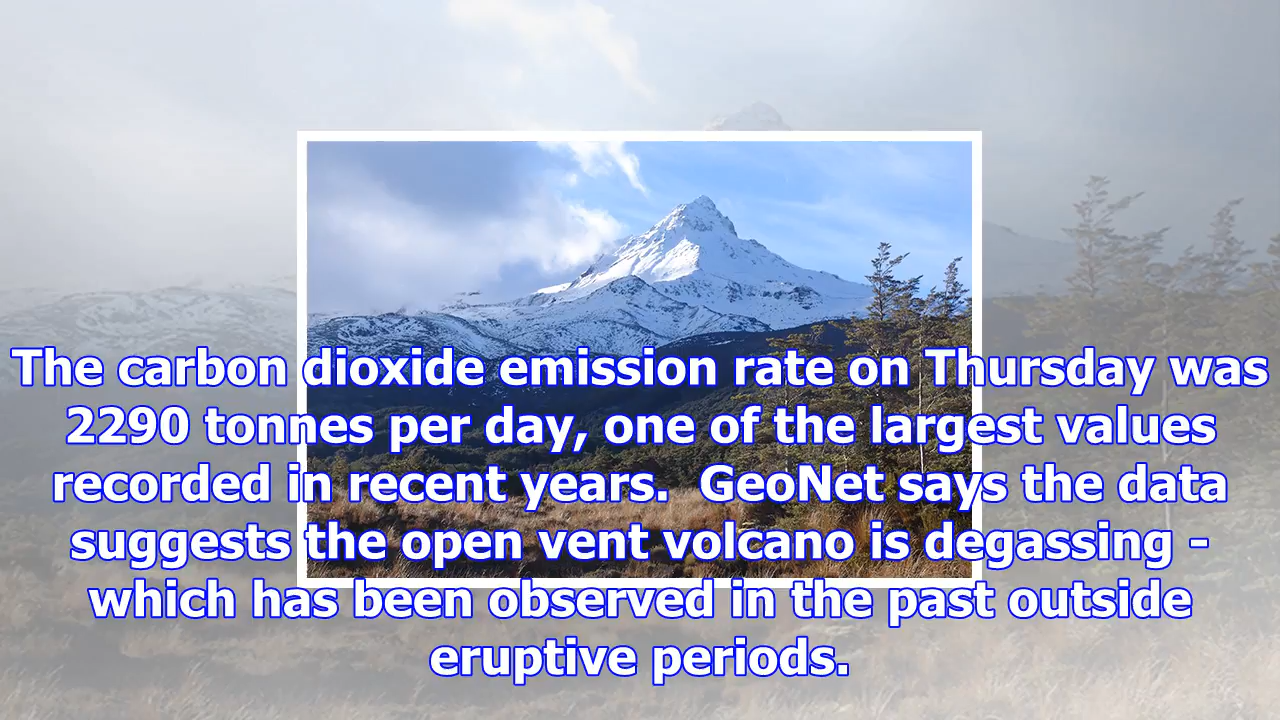 The carbon dioxide emission rate on Thursday was
2290 tonnes per day, one of the largest values
recorded in recent years.  GeoNet says the data
suggests the open vent volcano is degassing -
which has been observed in the past outside
eruptive periods.